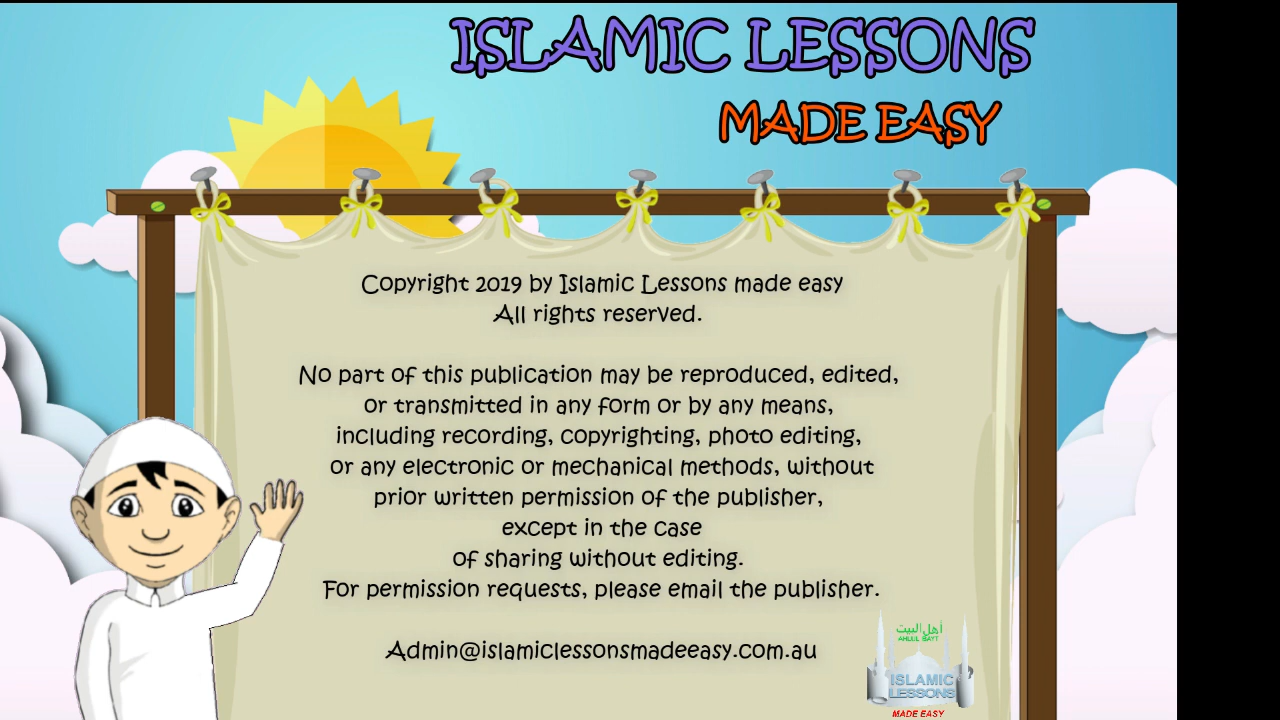 ISLAMIC LESSONS
MADE EASY
Copyright 2019 by Islamic Lessons made easy
All rights reserved.
No part of this publication may be reproduced, edited,
or transmitted in any form or by any means,
including recording, copyrighting, photo editing,
or any electronic or mechanical methods, without
prior written permission of the publisher,
except in the case
of sharing without editing.
For permission requests, please email the publisher.
Admin@islamiclessonsmadeeasy.com.au
أهل البيت
AHLUL BAYT
ISLAMIC
LESSONS
MADE EASY